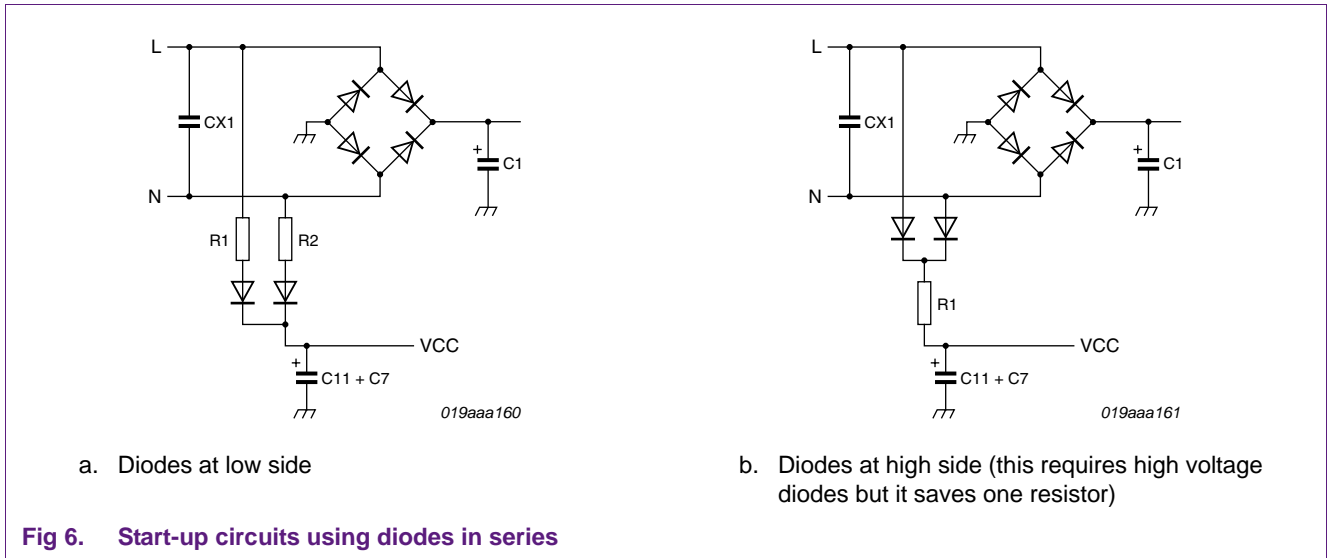 L
CX1
C1
+
N
R1
R2
VCC
+
C11 + C7
019aaa160
a. Diodes at low side
L
CX1
C1
+
N
R1
VCC
+
C11 + C7
019aaa161
b. Diodes at high side (this requires high voltage
diodes but it saves one resistor)
Fig 6. Start-up circuits using diodes in series